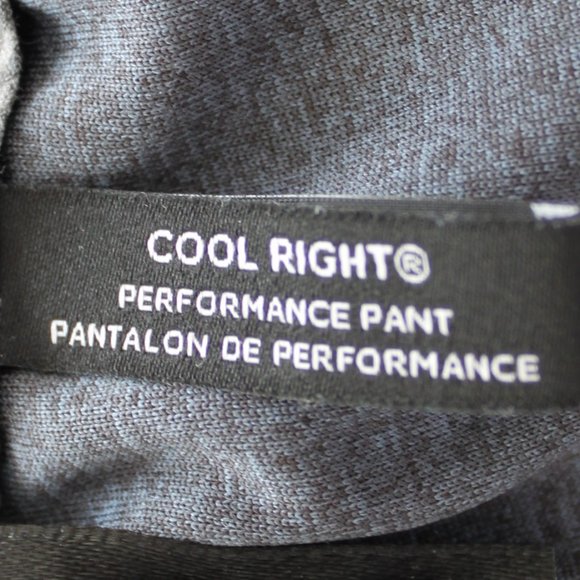 COOL RIGHT®
PERFORMANCE PANT
PANTALON DE PERFORMANCE